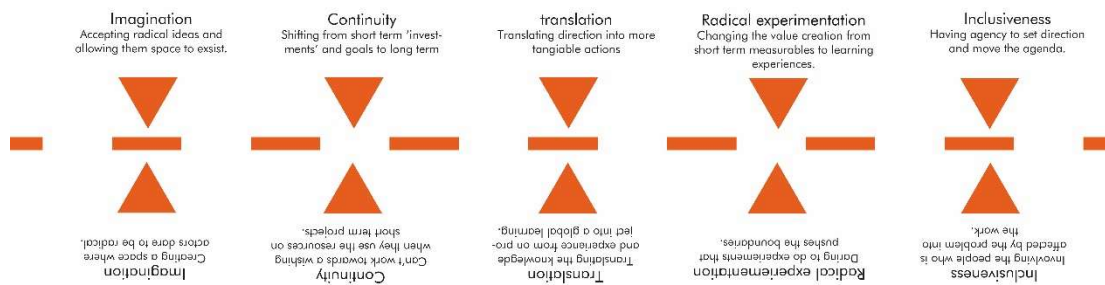 Imagination
Accepting radical ideas and
allowing them space to exsist.
Continuity
Shifting from short term 'invest-
ments' and goals to long term
translation
Translating direction into more
tangiable actions
Radical experimentation
Changing the value creation from
short term measurables to learning
experiences.
Inclusiveness
Having agency to set direction
and move the agenda.
Imagination
Creating a space where
actors dare to be radical.
Continuity
Can't work towards a wishing
when they use the resources on
short term projects.
Translation
Translating the knowlegde
and experience from on pro-
ject into a global learning.
Radical experiementation
Daring to do experiments that
pushes the boundaries.
Inclusiveness
Involving the people who is
affected by the problem into
the work.